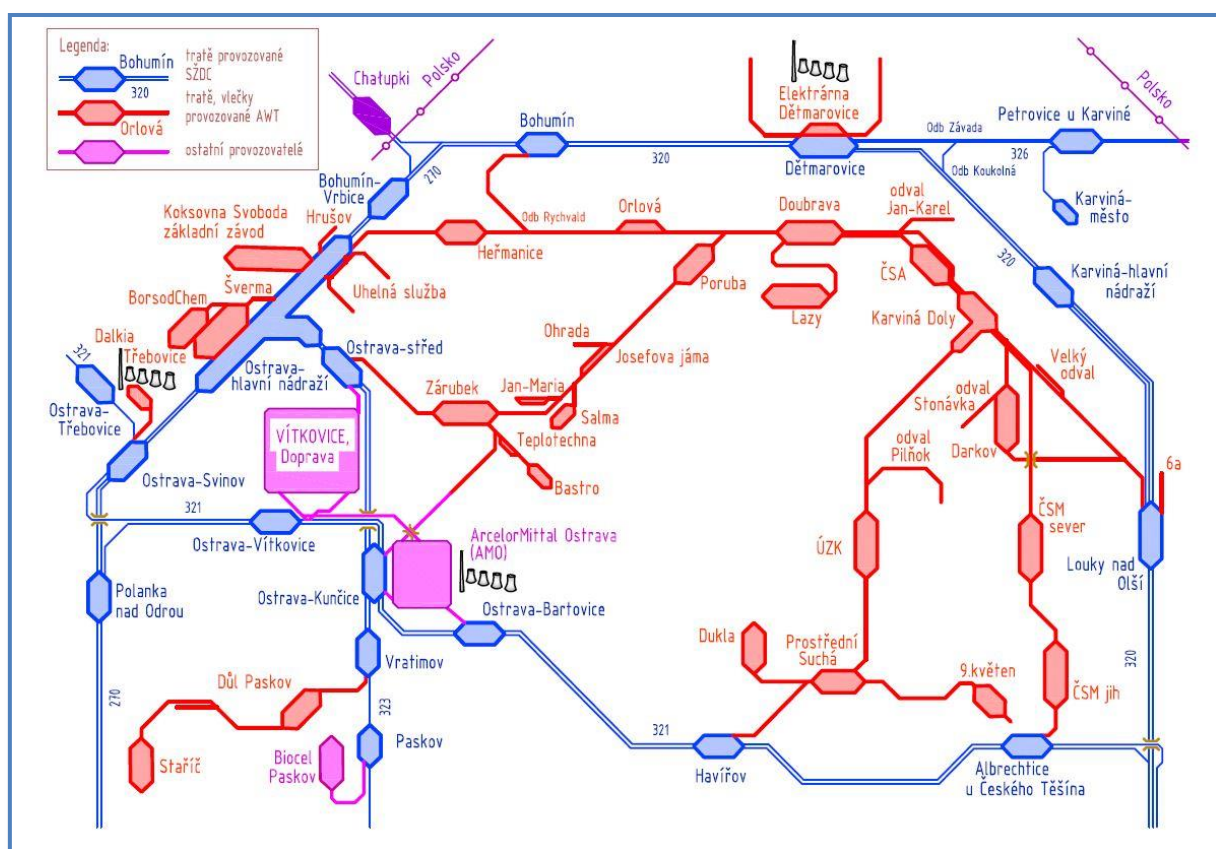 Legenda:
Bohumín
320
tratě provozované
SŽDC
Orlová
tratě, vlečky
provozované AWT
ostatní provozovatelé
Chałupki
Polsko
Bohumín
Elektrárna
Dětmarovice
Dětmarovice
320
Odb Závada
Petrovice u Karviné
326
Polsko
Odb Koukolná
Karviná-
město
Bohumín-
Vrbice
270
Koksovna Svoboda
základní závod
Hrušov
Heřmanice
Odb Rychvald
Orlová
Doubrava
odval
Jan-Karel
320
Karviná-hlavní
nádraží
Šverma
BorsodChem
Uhelná služba
Poruba
Lazy
ČSA
Karviná Doly
Dalkia
Třebovice
321
Ostrava-
Třebovice
Ostrava-
hlavní nádraží
Ostrava-střed
Ohrada
Josefova jáma
Zárubek
Jan-Maria
Salma
Teplotechna
Bastro
Velký
odval
odval
Stonávka
Darkov
odval
Pilňok
6a
VÍTKOVICE,
Doprava
Ostrava-Svinov
321
Ostrava-Vítkovice
ArcelorMittal Ostrava
(AMO)
ÚZK
ČSM
sever
Louky nad
Olší
Polanka
nad Odrou
Ostrava-Kunčice
Ostrava-Bartovice
Vratimov
Dukla
Prostřední
Suchá
9.květen
ČSM jih
320
270
Důl Paskov
323
Staříč
Biocel
Paskov
Paskov
321
Havířov
Albrechtice
u Českého Těšína